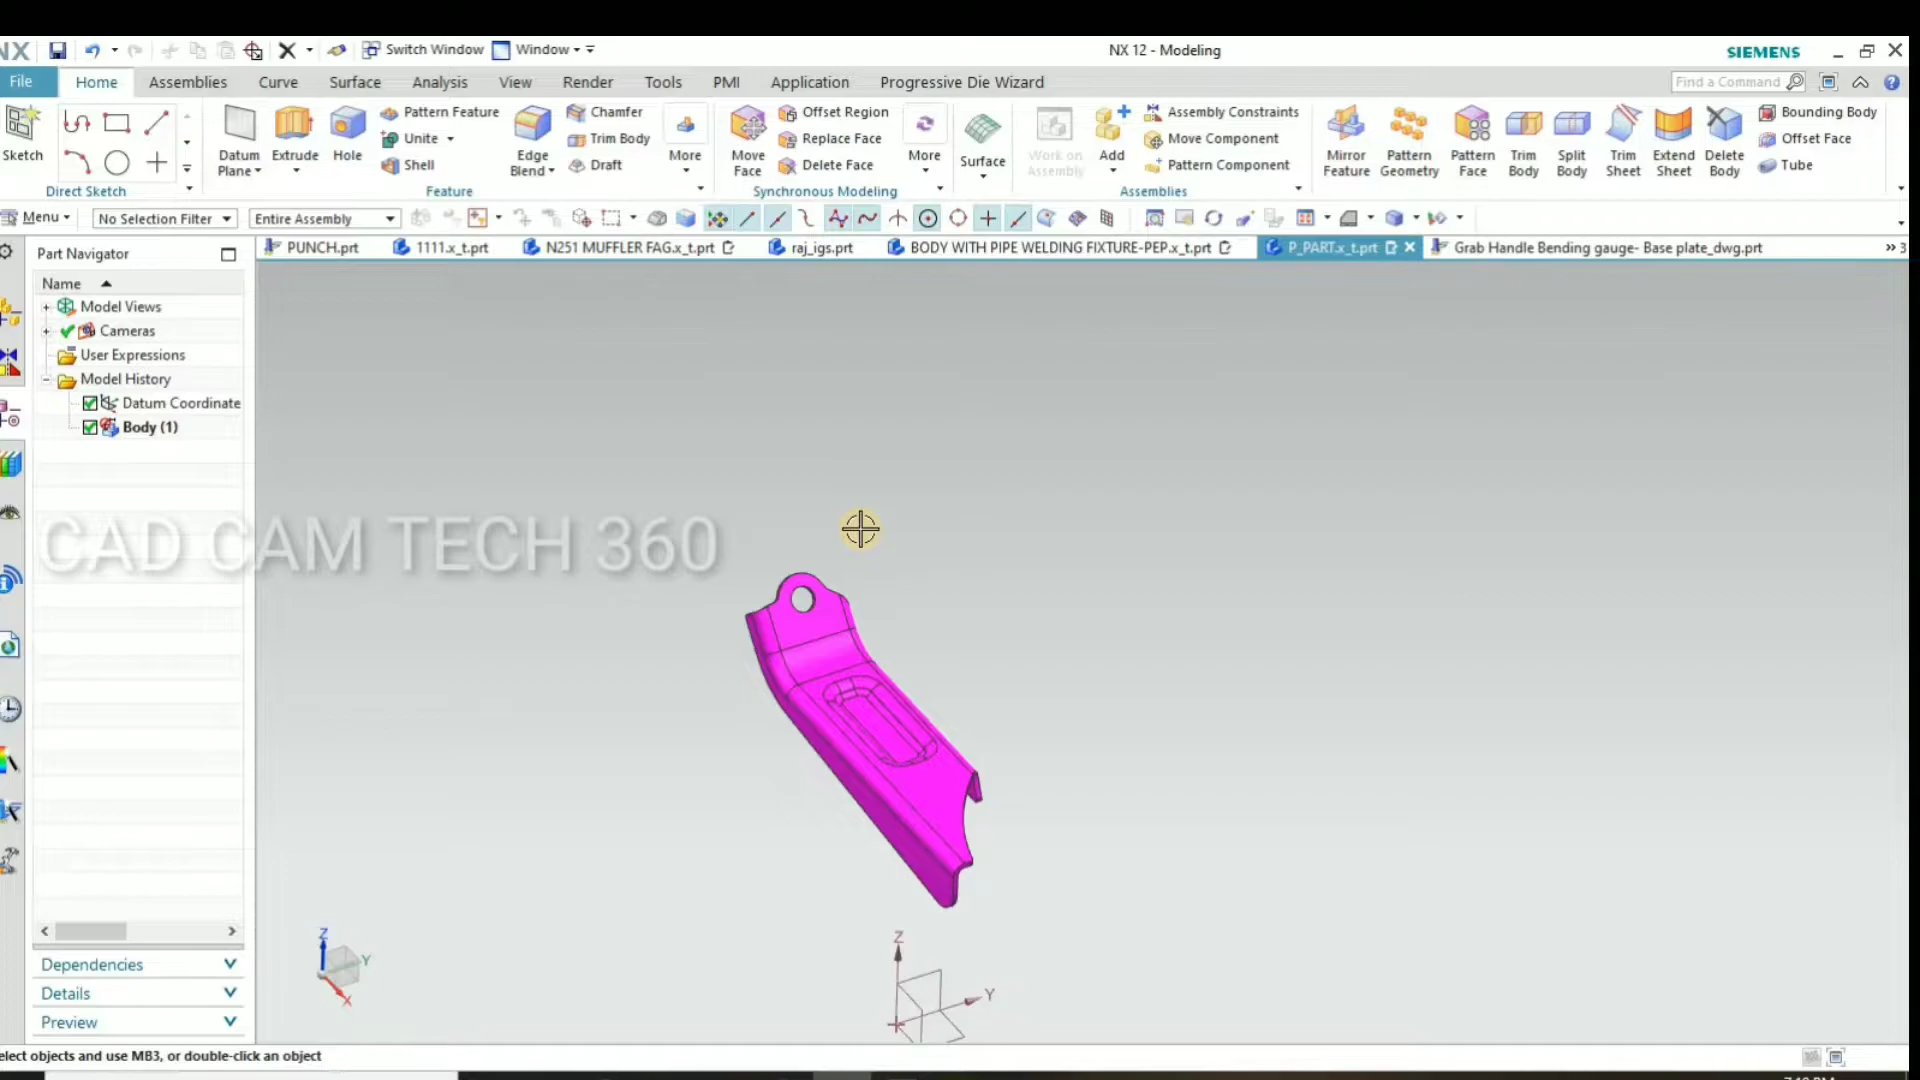 NX
Switch Window
Window
NX 12 - Modeling
SIEMENS
File
Home
Assemblies
Curve
Surface
Analysis
View
Render
Tools
PMI
Application
Progressive Die Wizard
Find a Command
Sketch
Direct Sketch
Datum Plane
Extrude
Hole
Pattern Feature
Unite
Shell
Edge Blend
Chamfer
Trim Body
Draft
More
Feature
Move Face
Offset Region
Replace Face
Delete Face
More
Synchronous Modeling
Surface
Work on Assembly
Add
Assembly Constraints
Move Component
Pattern Component
Assemblies
Mirror Feature
Pattern Geometry
Pattern Face
Trim Body
Split Body
Trim Sheet
Extend Sheet
Delete Body
Bounding Body
Offset Face
Tube
Menu
No Selection Filter
Entire Assembly
Part Navigator
PUNCH.prt
1111.x_t.prt
N251 MUFFLER FAG.x_t.prt
raj_igs.prt
BODY WITH PIPE WELDING FIXTURE-PEP.x_t.prt
P_PART.x_t.prt
Grab Handle Bending gauge- Base plate_dwg.prt
3
Name
Model Views
Cameras
User Expressions
Model History
Datum Coordinate
Body (1)
CAD CAM TECH 360
Z
Y
X
Z
Y
Dependencies
Details
Preview
elect objects and use MB3, or double-click an object